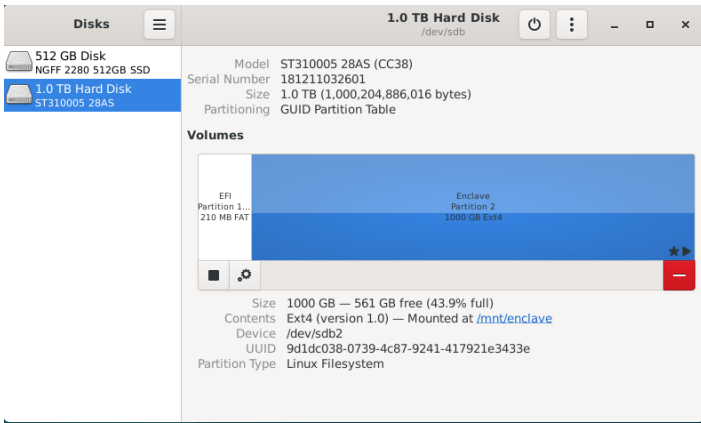 Disks
1.0 TB Hard Disk
/dev/sdb
512 GB Disk
NGFF 2280 512GB SSD
1.0 TB Hard Disk
ST310005 28AS
Model ST310005 28AS (CC38)
Serial Number 181211032601
Size 1.0 TB (1,000,204,886,016 bytes)
Partitioning GUID Partition Table
Volumes
EFI
Partition 1...
210 MB FAT
Enclave
Partition 2
1000 GB Ext4
Size 1000 GB — 561 GB free (43.9% full)
Contents Ext4 (version 1.0) — Mounted at /mnt/enclave
Device /dev/sdb2
UUID 9d1dc038-0739-4c87-9241-417921e3433e
Partition Type Linux Filesystem